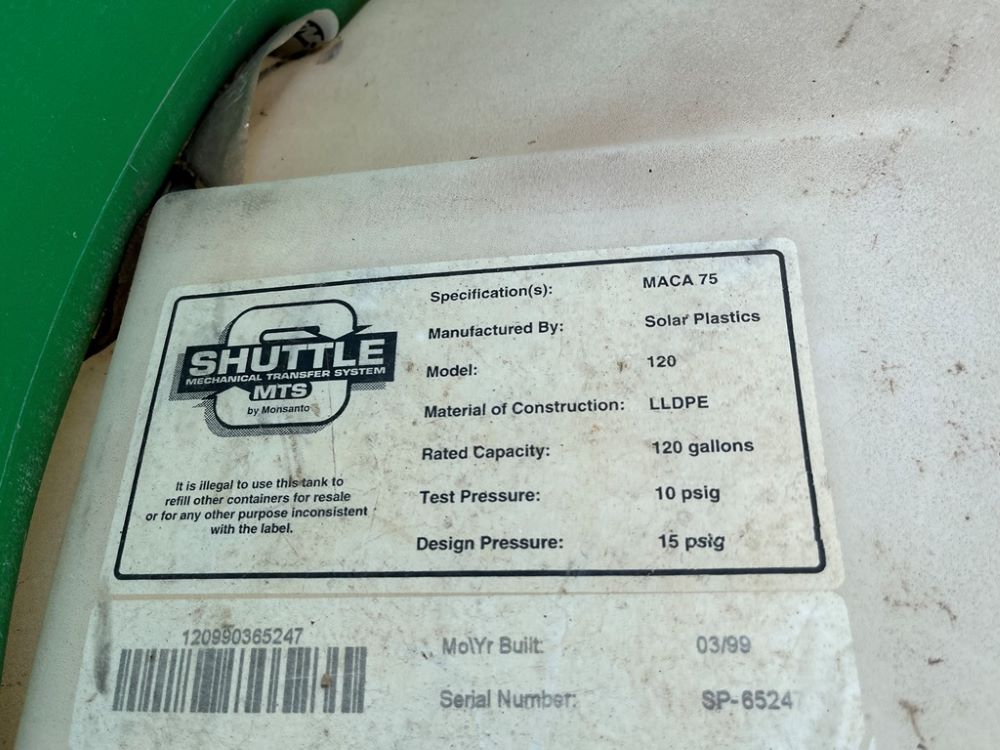 SHUTTLE
MECHANICAL TRANSFER SYSTEM
MTS
by Monsanto
It is illegal to use this tank to
refill other containers for resale
or for any other purpose inconsistent
with the label.
Specification(s): MACA 75
Manufactured By: Solar Plastics
Model: 120
Material of Construction: LLDPE
Rated Capacity: 120 gallons
Test Pressure: 10 psig
Design Pressure: 15 psig
120990365247
Mo\Yr Built: 03/99
Serial Number: SP-65247